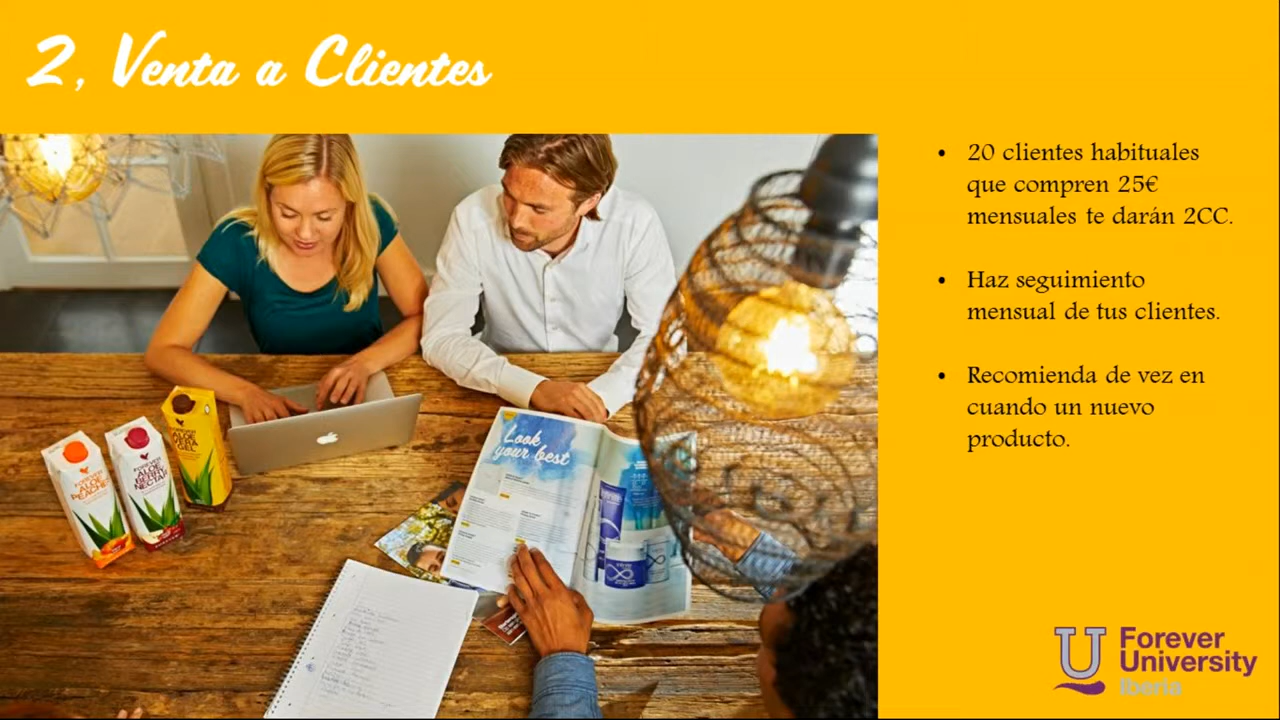 2, Venta a Clientes
• 20 clientes habituales
que compren 25€
mensuales te darán 2CC.
• Haz seguimiento
mensual de tus clientes.
• Recomienda de vez en
cuando un nuevo
producto.
FOREVER
ALOE
PEACHES
FOREVER
ALOE
BERRY
NECTAR
ALOE
VERA
GEL
Look
your best
Forever
University
Iberia